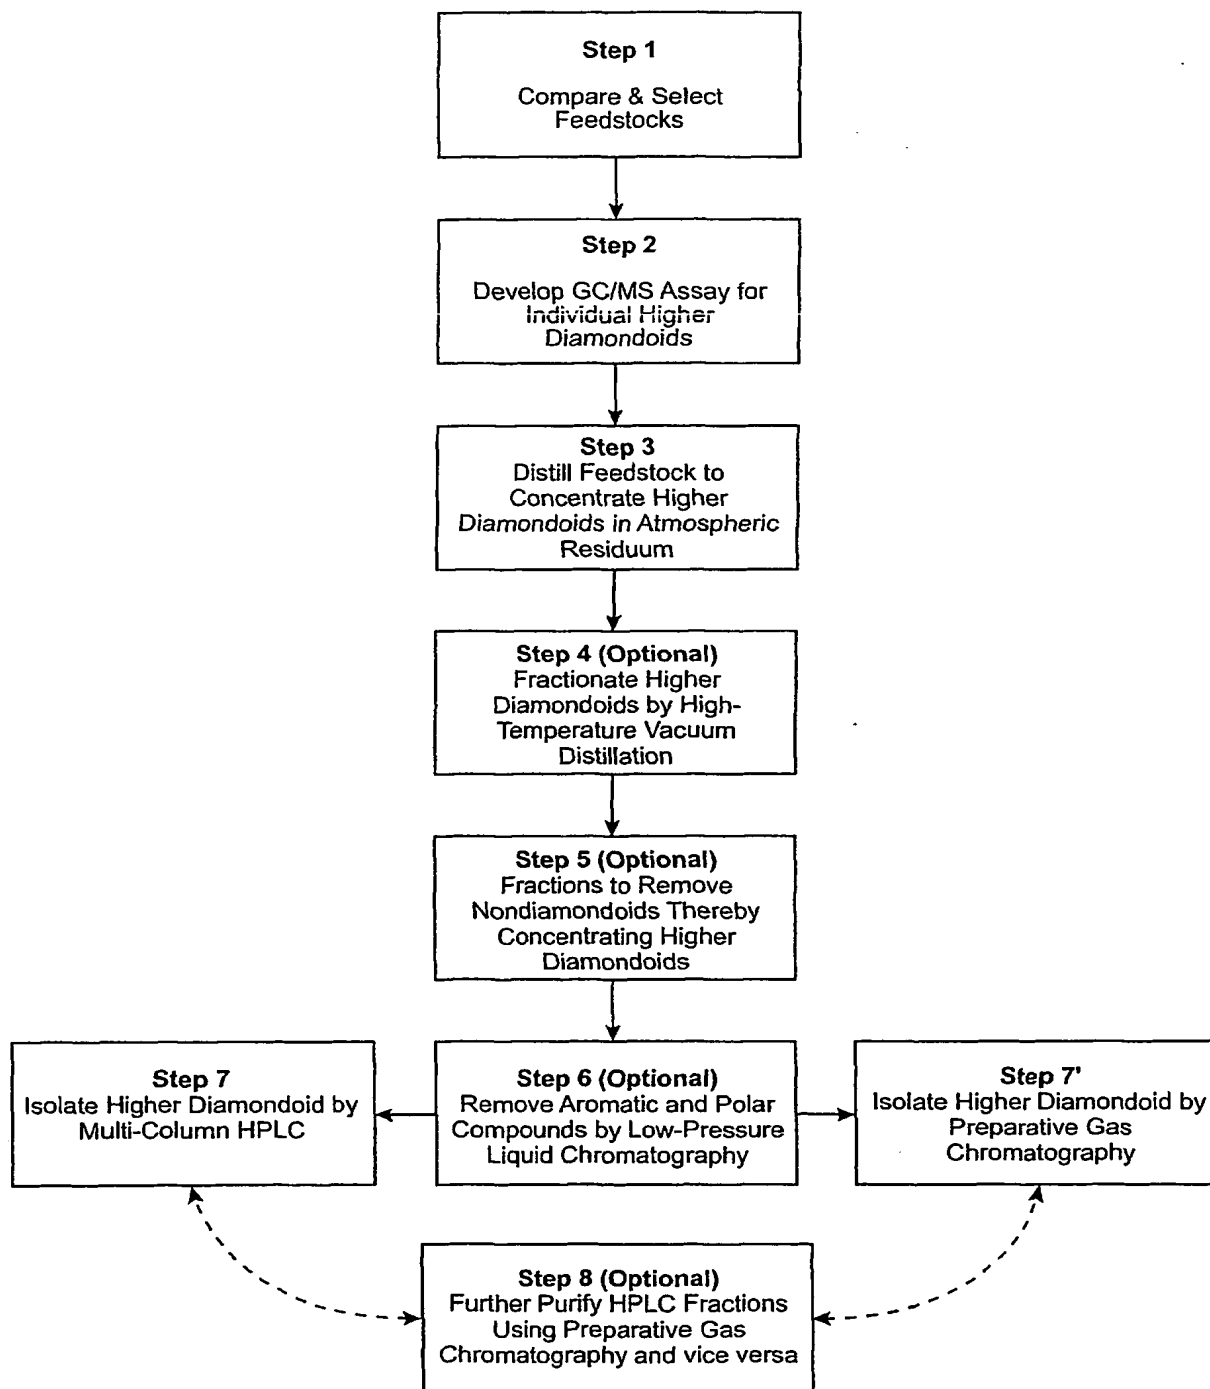 Step 1
Compare & Select
Feedstocks
Step 2
Develop GC/MS Assay for
Individual Higher
Diamondoids
Step 3
Distill Feedstock to
Concentrate Higher
Diamondoids in Atmospheric
Residuum
Step 4 (Optional)
Fractionate Higher
Diamondoids by High-
Temperature Vacuum
Distillation
Step 5 (Optional)
Fractions to Remove
Nondiamondoids Thereby
Concentrating Higher
Diamondoids
Step 7
Isolate Higher Diamondoid by
Multi-Column HPLC
Step 6 (Optional)
Remove Aromatic and Polar
Compounds by Low-Pressure
Liquid Chromatography
Step 7'
Isolate Higher Diamondoid by
Preparative Gas
Chromatography
Step 8 (Optional)
Further Purify HPLC Fractions
Using Preparative Gas
Chromatography and vice versa